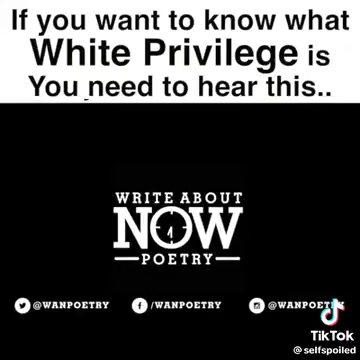 If you want to know what
White Privilege is
You need to hear this..
WRITE ABOUT
NOW
POETRY
@WANPOETRY /WANPOETRY @WANPOETRY
TikTok
@selfspoiled